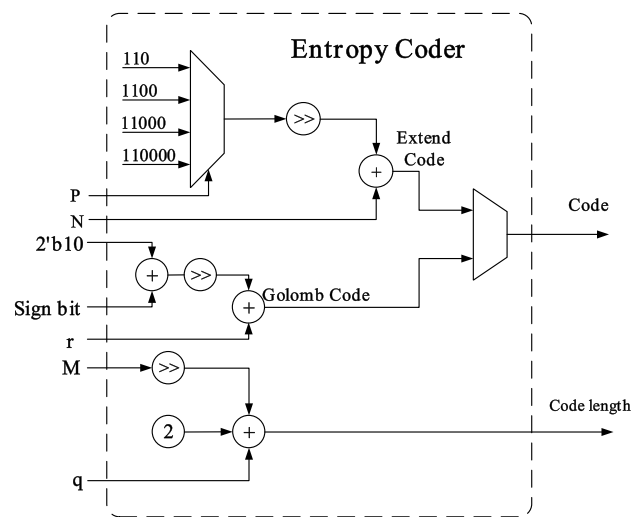 Entropy Coder
110
1100
11000
110000
>>
Extend
Code
+
P
N
Code
2'b10
+
>>
Golomb Code
+
Sign bit
r
M
>>
Code length
2
+
q